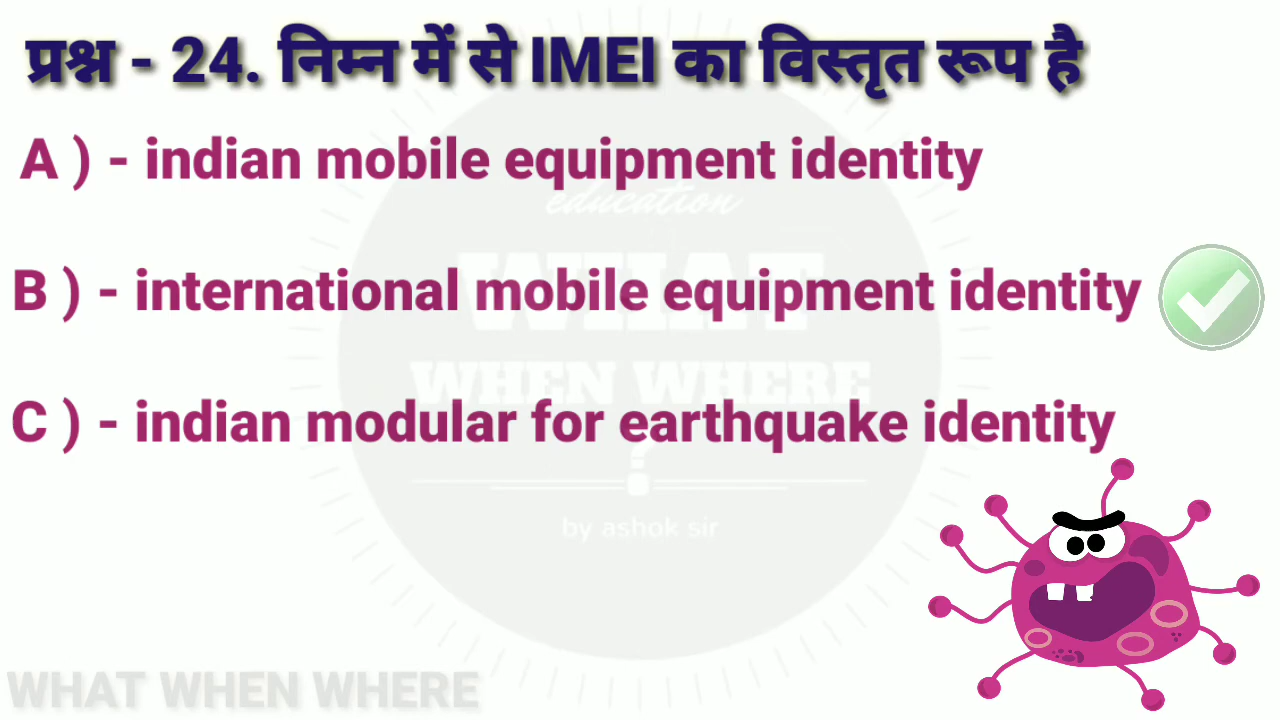 प्रश्न - 24. निम्न में से IMEI का विस्तृत रूप है
A ) - indian mobile equipment identity
education
WHAT
B ) - international mobile equipment identity
WHEN WHERE
C ) - indian modular for earthquake identity
?
by ashok sir
WHAT WHEN WHERE